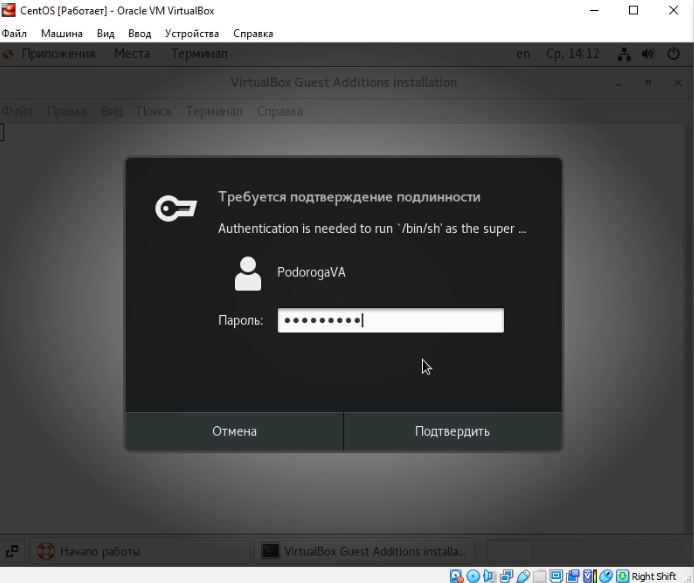 CentOS [Работает] - Oracle VM VirtualBox
Файл Машина Вид Ввод Устройства Справка
Приложения Места Терминал en Ср, 14:12
VirtualBox Guest Additions installation
Файл Правка Вид Поиск Терминал Справка
Требуется подтверждение подлинности
Authentication is needed to run `/bin/sh' as the super ...
PodorogaVA
Пароль:
Отмена Подтвердить
Начало работы VirtualBox Guest Additions installa...
Right Shift